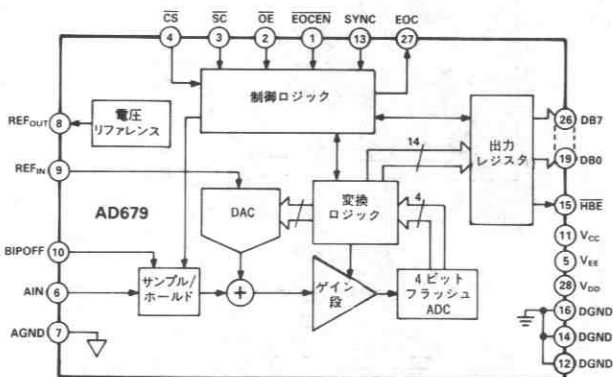 CS SC OE EOCEN SYNC EOC
4 3 2 1 13 27
制御ロジック
REFOUT 8
電圧
リファレンス
REFIN 9
AD679
DAC
14
変換
ロジック
4
出力
レジスタ
26 DB7
19 DB0
15 HBE
11 VCC
5 VEE
28 VDD
16 DGND
14 DGND
12 DGND
BIPOFF 10
AIN 6
AGND 7
サンプル/
ホールド
+
ゲイン
段
4ビット
フラッシュ
ADC